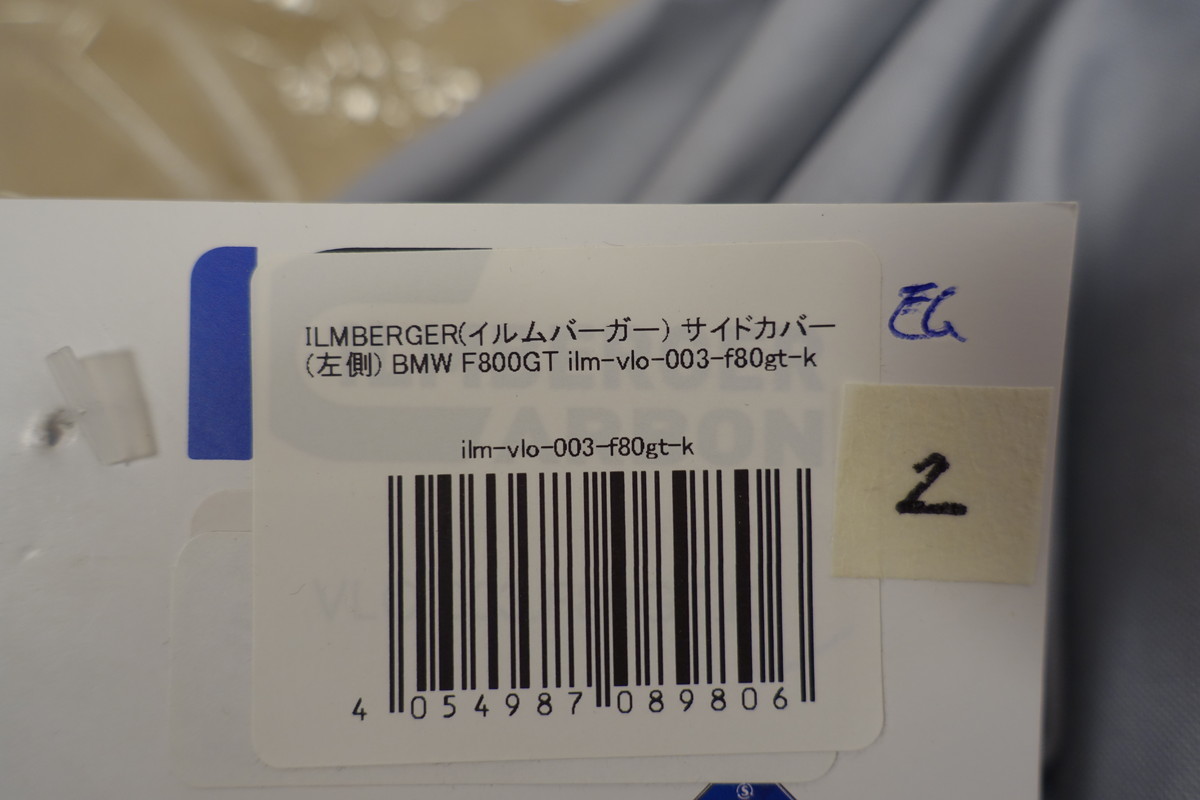 EG
ILMBERGER(イルムバーガー) サイドカバー
(左側) BMW F800GT ilm-vlo-003-f80gt-k
ilm-vlo-003-f80gt-k
2
4 054987 089806